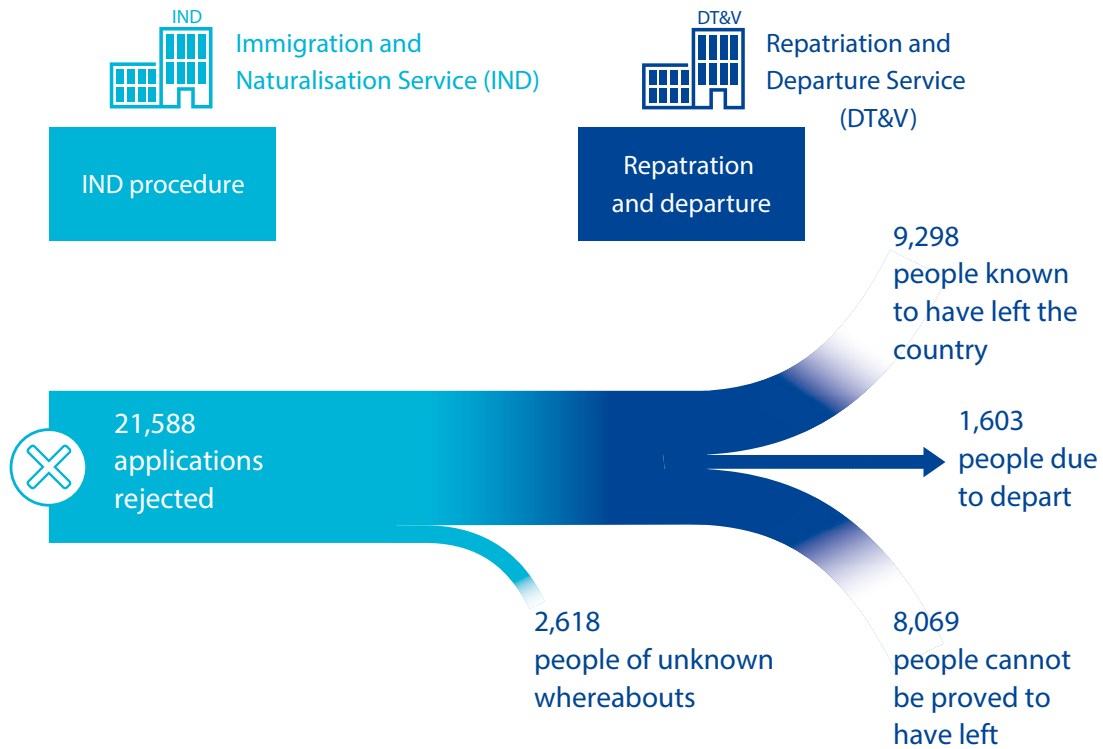 IND
Immigration and
Naturalisation Service (IND)
DT&V
Repatriation and
Departure Service
(DT&V)
IND procedure
Repatration
and departure
9,298
people known
to have left the
country
21,588
applications
rejected
1,603
people due
to depart
2,618
people of unknown
whereabouts
8,069
people cannot
be proved to
have left